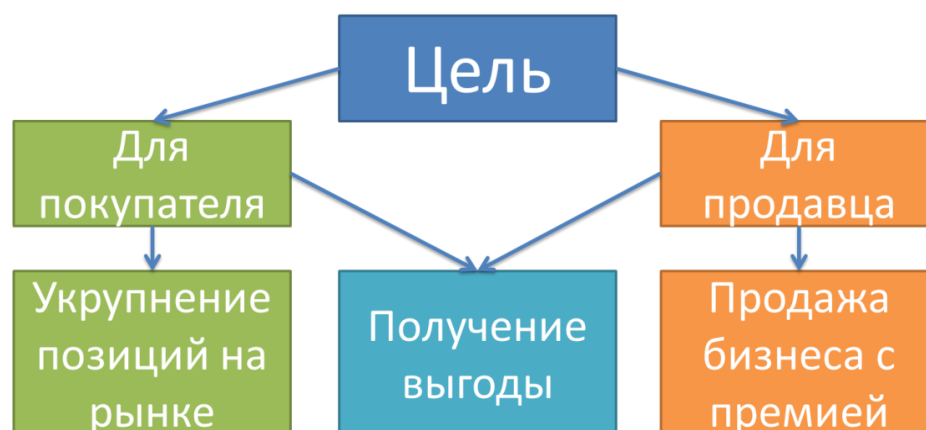 Цель
Для
покупателя
Для
продавца
Укрупнение
позиций на
рынке
Получение
выгоды
Продажа
бизнеса с
премией